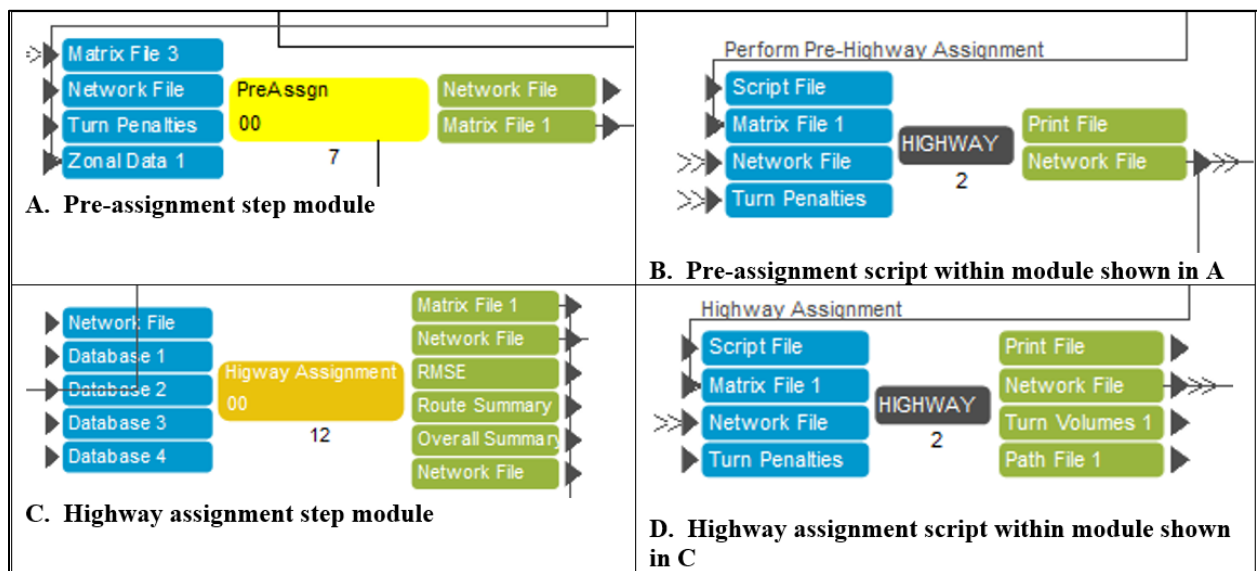 Matrix File 3
Network File
Turn Penalties
Zonal Data 1
PreAssgn
00
7
Network File
Matrix File 1
A. Pre-assignment step module
Perform Pre-Highway Assignment
Script File
Matrix File 1
Network File
Turn Penalties
HIGHWAY
2
Print File
Network File
B. Pre-assignment script within module shown in A
Network File
Database 1
Database 2
Database 3
Database 4
Higway Assignment
00
12
Matrix File 1
Network File
RMSE
Route Summary
Overall Summary
Network File
C. Highway assignment step module
Highway Assignment
Script File
Matrix File 1
Network File
Turn Penalties
HIGHWAY
2
Print File
Network File
Turn Volumes 1
Path File 1
D. Highway assignment script within module shown
in C